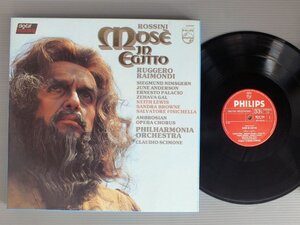 ROSSINI
Mosè
in
Egitto
RUGGERO
RAIMONDI
SIEGMUND NIMSGERN
JUNE ANDERSON
ERNESTO PALACIO
ZEHAVA GAL
KEITH LEWIS
SANDRA BROWNE
SALVATORE FISICHELLA
AMBROSIAN
OPERA CHORUS
PHILHARMONIA
ORCHESTRA
CLAUDIO SCIMONE
PHILIPS
PHILIPS
33